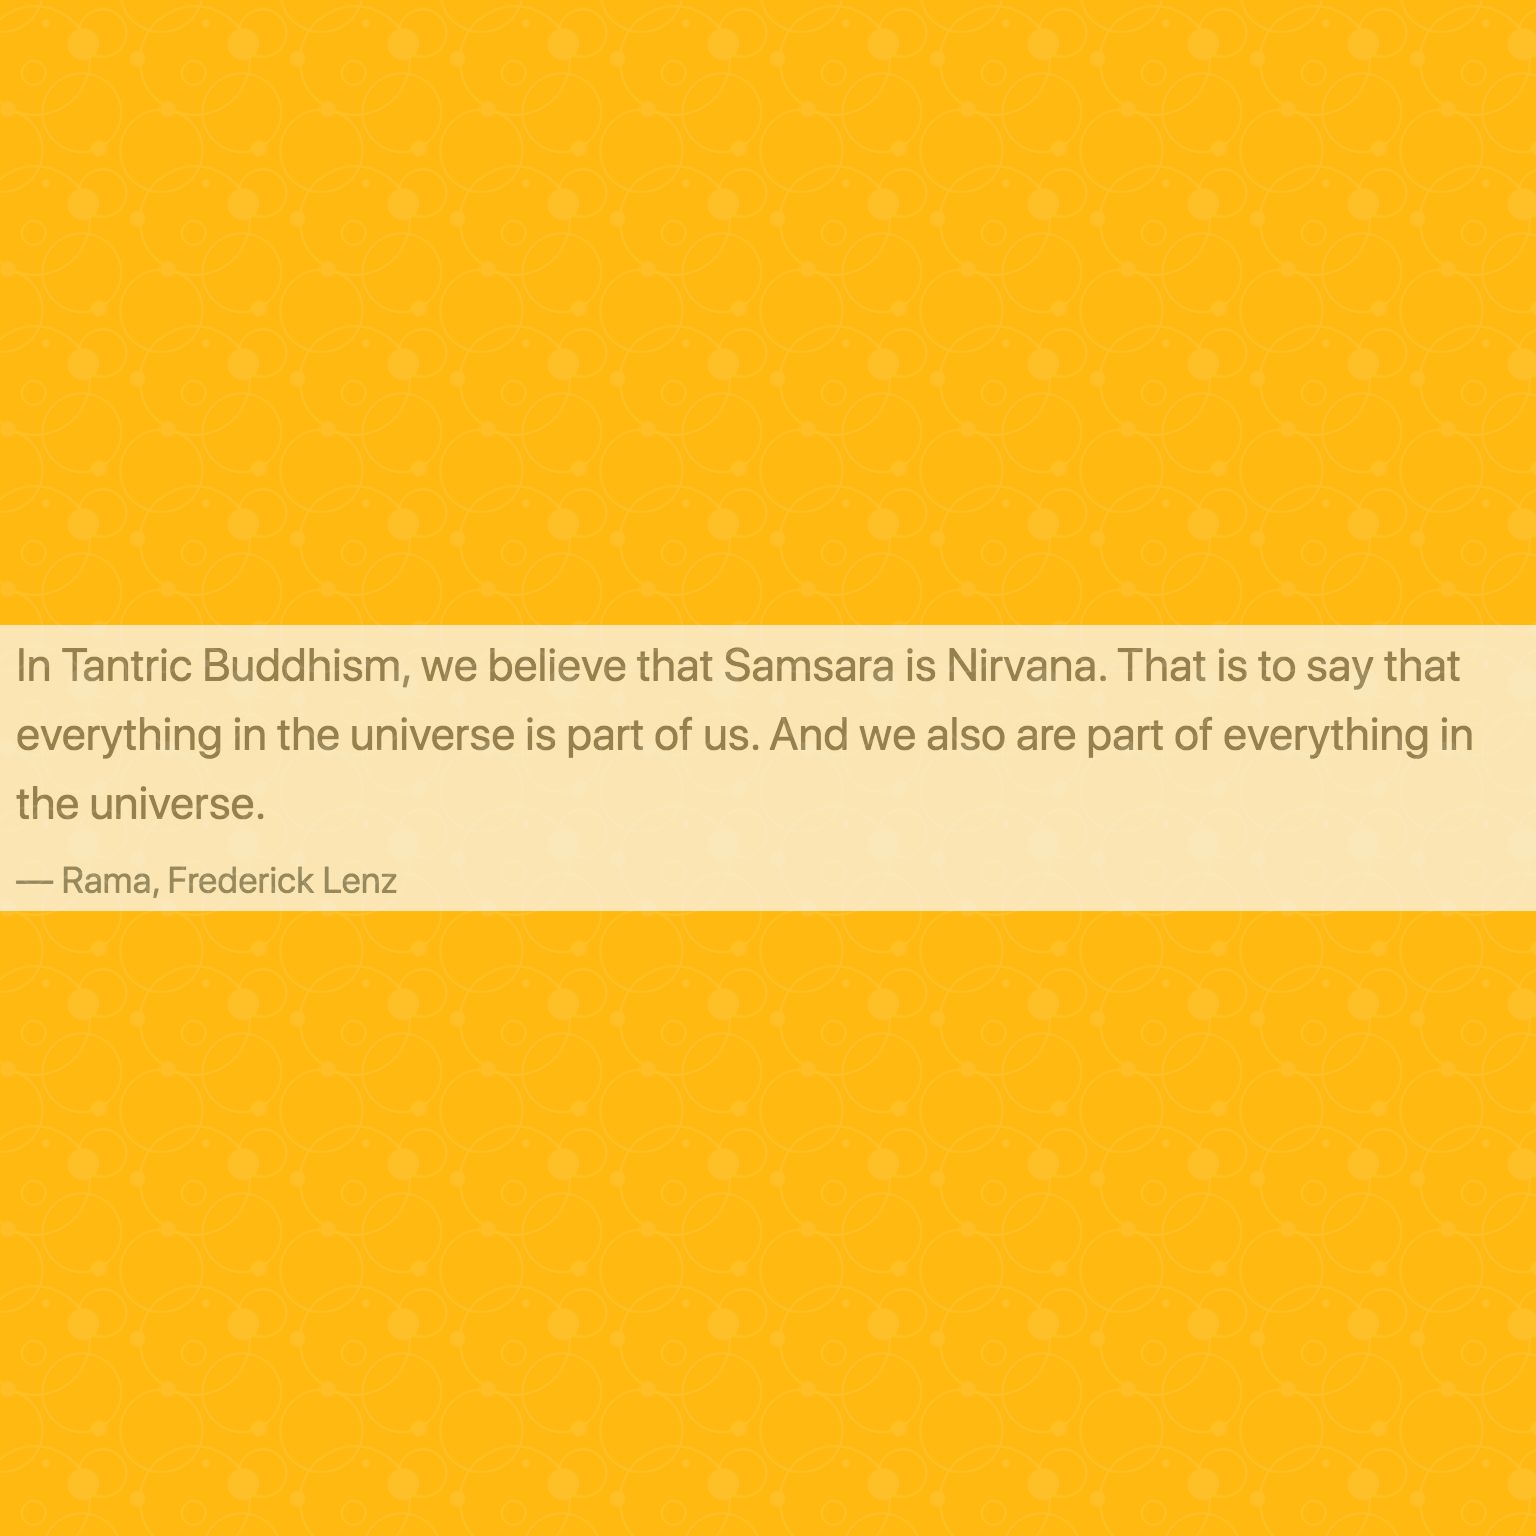 In Tantric Buddhism, we believe that Samsara is Nirvana. That is to say that
everything in the universe is part of us. And we also are part of everything in
the universe.
— Rama, Frederick Lenz